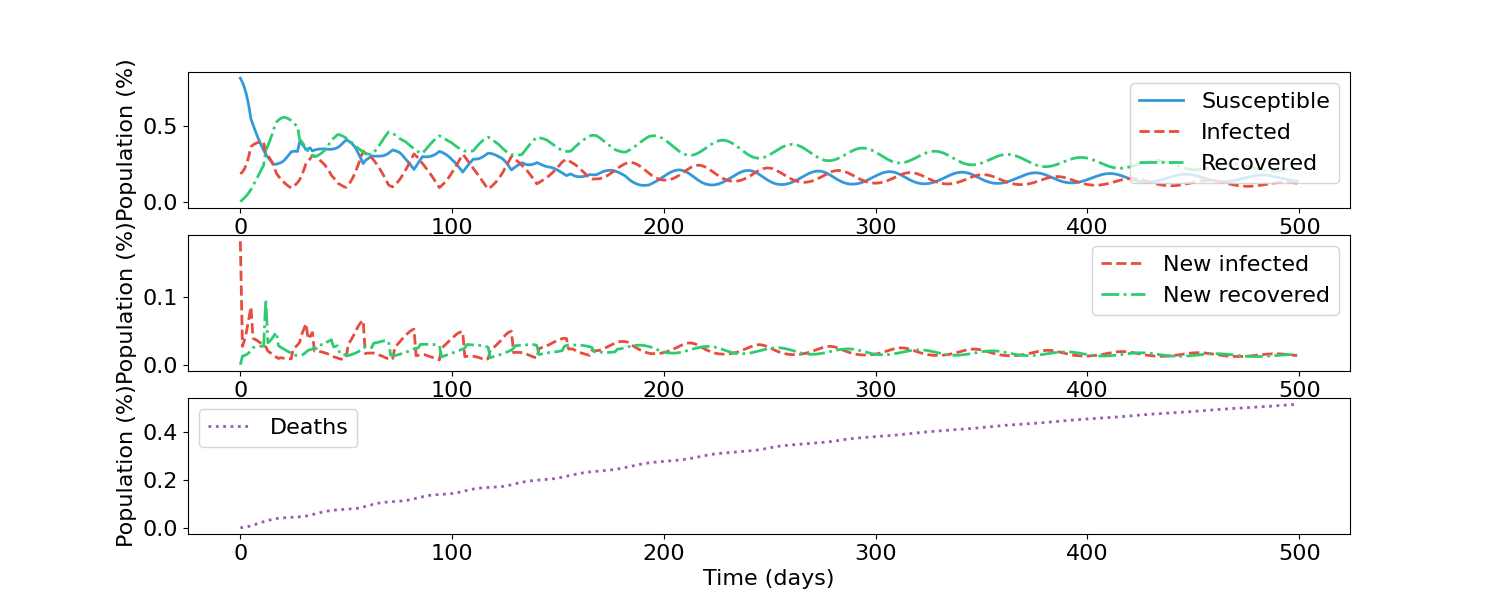 Population (%)
0.5
0.0
Susceptible
Infected
Recovered
0 100 200 300 400 500
Population (%)
0.1
0.0
New infected
New recovered
0 100 200 300 400 500
Population (%)
0.4
0.2
0.0
Deaths
0 100 200 300 400 500
Time (days)